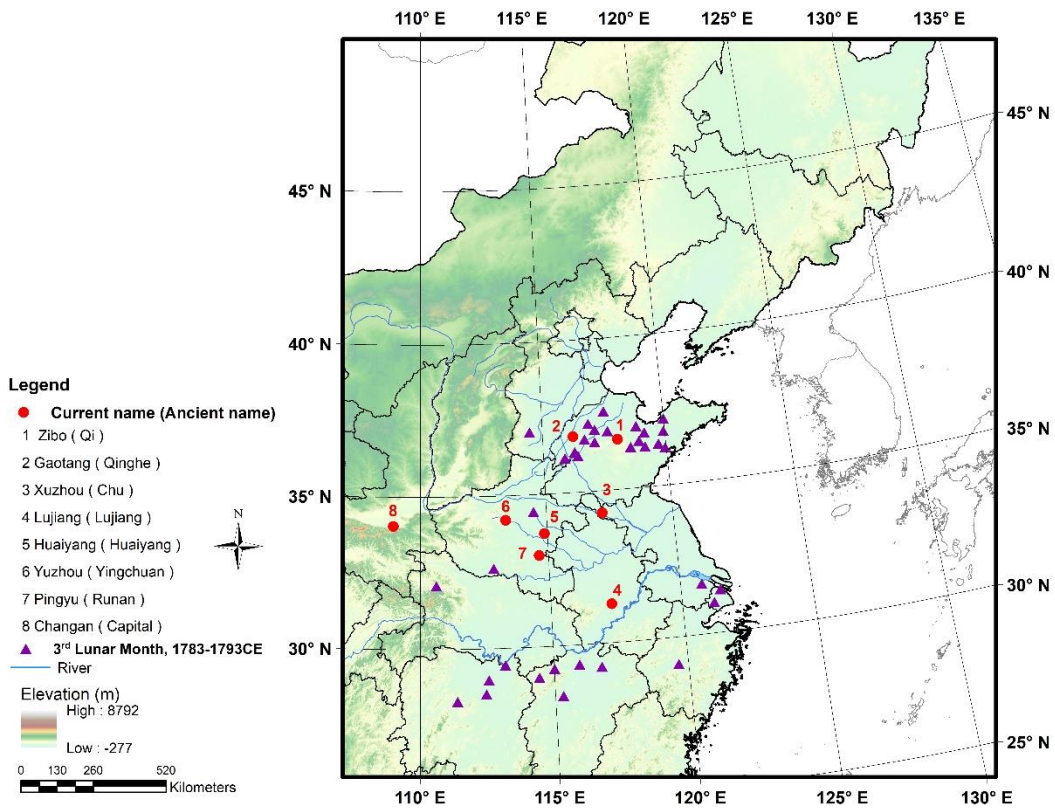 110° E 115° E 120° E 125° E 130° E 135° E
45° N
45° N
40° N
40° N
35° N
35° N
30° N
30° N
25° N
110° E 115° E 120° E 125° E 130° E
2 1
3
8 6 5
7
4
Legend
Current name (Ancient name)
1 Zibo ( Qi )
2 Gaotang ( Qinghe )
3 Xuzhou ( Chu )
4 Lujiang ( Lujiang )
5 Huaiyang ( Huaiyang )
6 Yuzhou ( Yingchuan )
7 Pingyu ( Runan )
8 Changan ( Capital )
3rd Lunar Month, 1783-1793CE
River
Elevation (m)
High : 8792
Low : -277
0 130 260 520
Kilometers
N